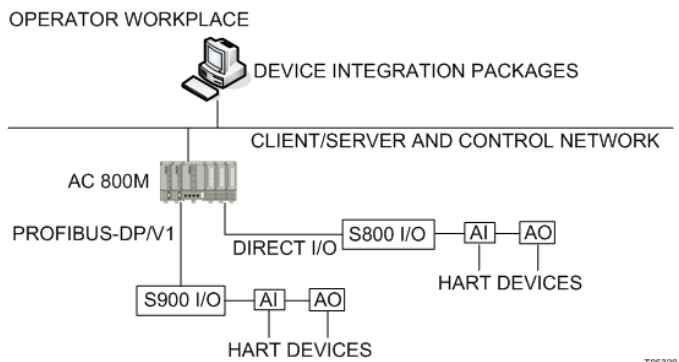 OPERATOR WORKPLACE
DEVICE INTEGRATION PACKAGES
CLIENT/SERVER AND CONTROL NETWORK
AC 800M
PROFIBUS-DP/V1
DIRECT I/O
S800 I/O
AI
AO
HART DEVICES
S900 I/O
AI
AO
HART DEVICES